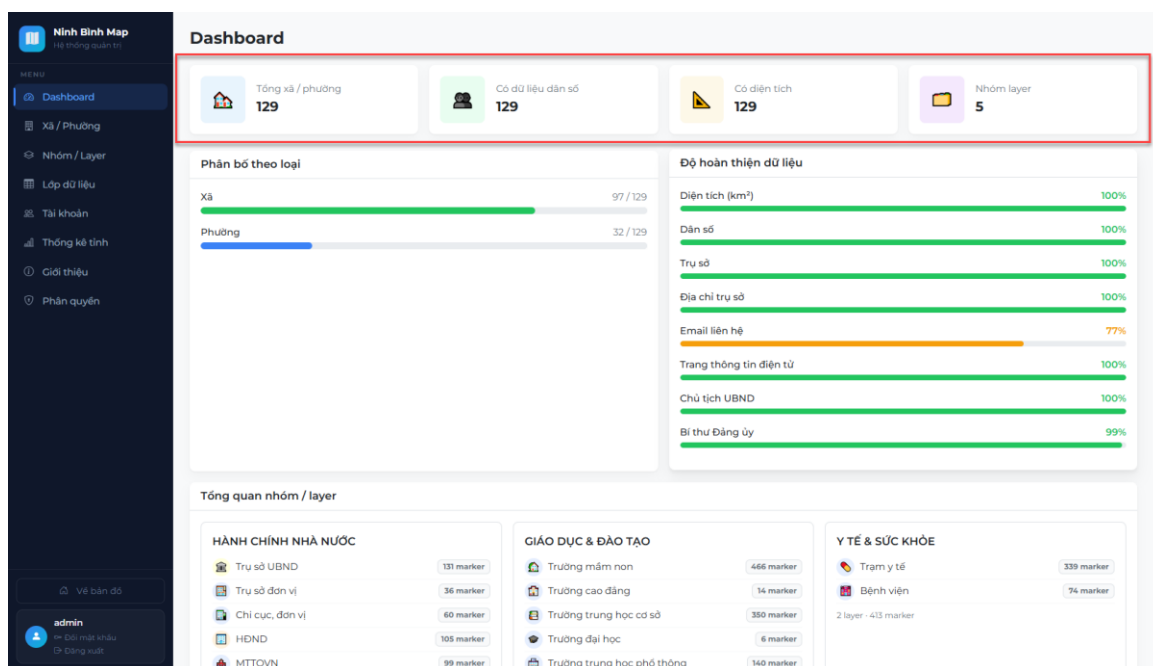 Ninh Bình Map
Hệ thống quản trị
MENU
Dashboard
Xã / Phường
Nhóm / Layer
Lớp dữ liệu
Tài khoản
Thống kê tỉnh
Giới thiệu
Phân quyền
Về bản đồ
admin
Đổi mật khẩu
Đăng xuất
Dashboard
Tổng xã / phường
129
Có dữ liệu dân số
129
Có diện tích
129
Nhóm layer
5
Phân bố theo loại
Xã 97 / 129
Phường 32 / 129
Độ hoàn thiện dữ liệu
Diện tích (km²) 100%
Dân số 100%
Trụ sở 100%
Địa chỉ trụ sở 100%
Email liên hệ 77%
Trang thông tin điện tử 100%
Chủ tịch UBND 100%
Bí thư Đảng ủy 99%
Tổng quan nhóm / layer
HÀNH CHÍNH NHÀ NƯỚC
Trụ sở UBND 131 marker
Trụ sở đơn vị 36 marker
Chi cục, đơn vị 60 marker
HĐND 105 marker
MTTQVN 99 marker
GIÁO DỤC & ĐÀO TẠO
Trường mầm non 466 marker
Trường cao đẳng 14 marker
Trường trung học cơ sở 350 marker
Trường đại học 6 marker
Trường trung học phổ thông 140 marker
Y TẾ & SỨC KHỎE
Trạm y tế 339 marker
Bệnh viện 74 marker
2 layer · 413 marker